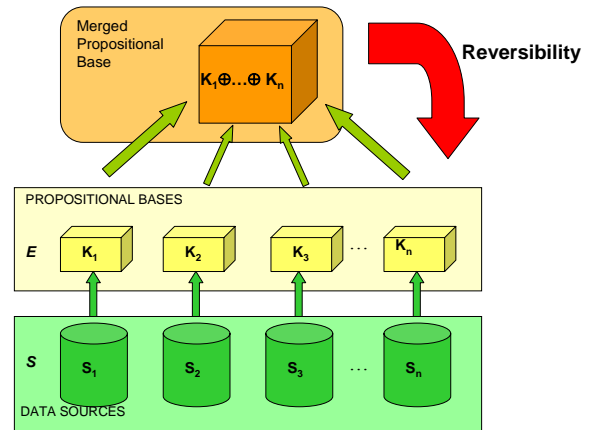 Merged
Propositional
Base
K1⊕…⊕ Kn
Reversibility
PROPOSITIONAL BASES
E K1 K2 K3 … Kn
S S1 S2 S3 … Sn
DATA SOURCES